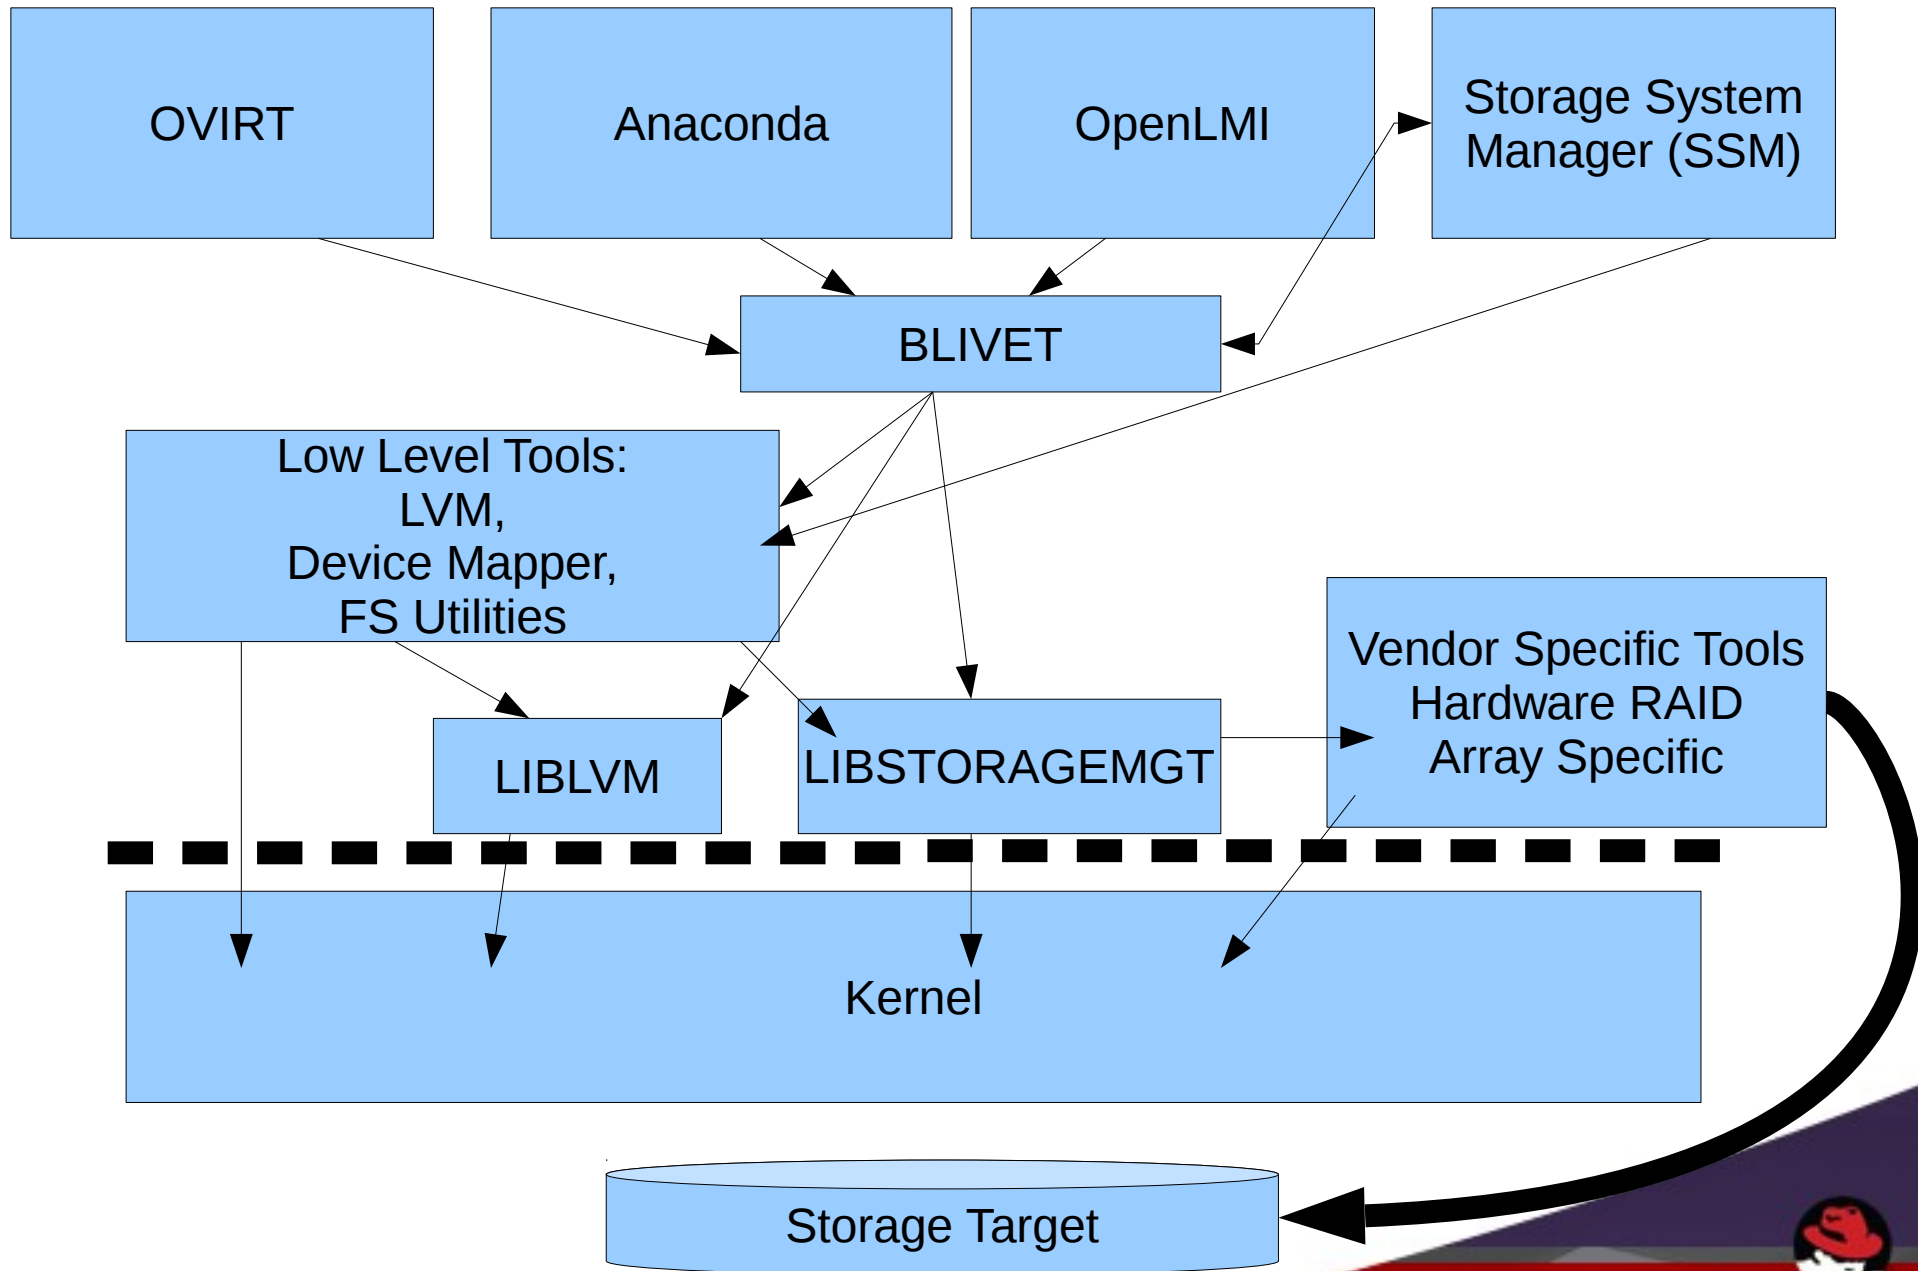 OVIRT
Anaconda
OpenLMI
Storage System
Manager (SSM)
BLIVET
Low Level Tools:
LVM,
Device Mapper,
FS Utilities
Vendor Specific Tools
Hardware RAID
Array Specific
LIBLVM
LIBSTORAGEMGT
Kernel
Storage Target